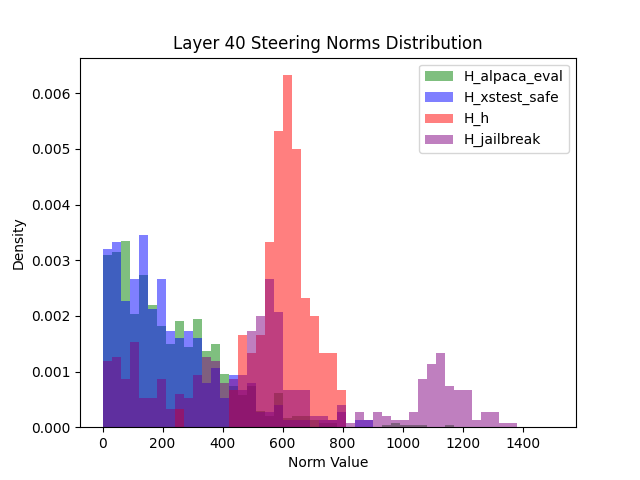 Layer 40 Steering Norms Distribution
H_alpaca_eval
H_xstest_safe
H_h
H_jailbreak
Density
0.006
0.005
0.004
0.003
0.002
0.001
0.000
0 200 400 600 800 1000 1200 1400
Norm Value